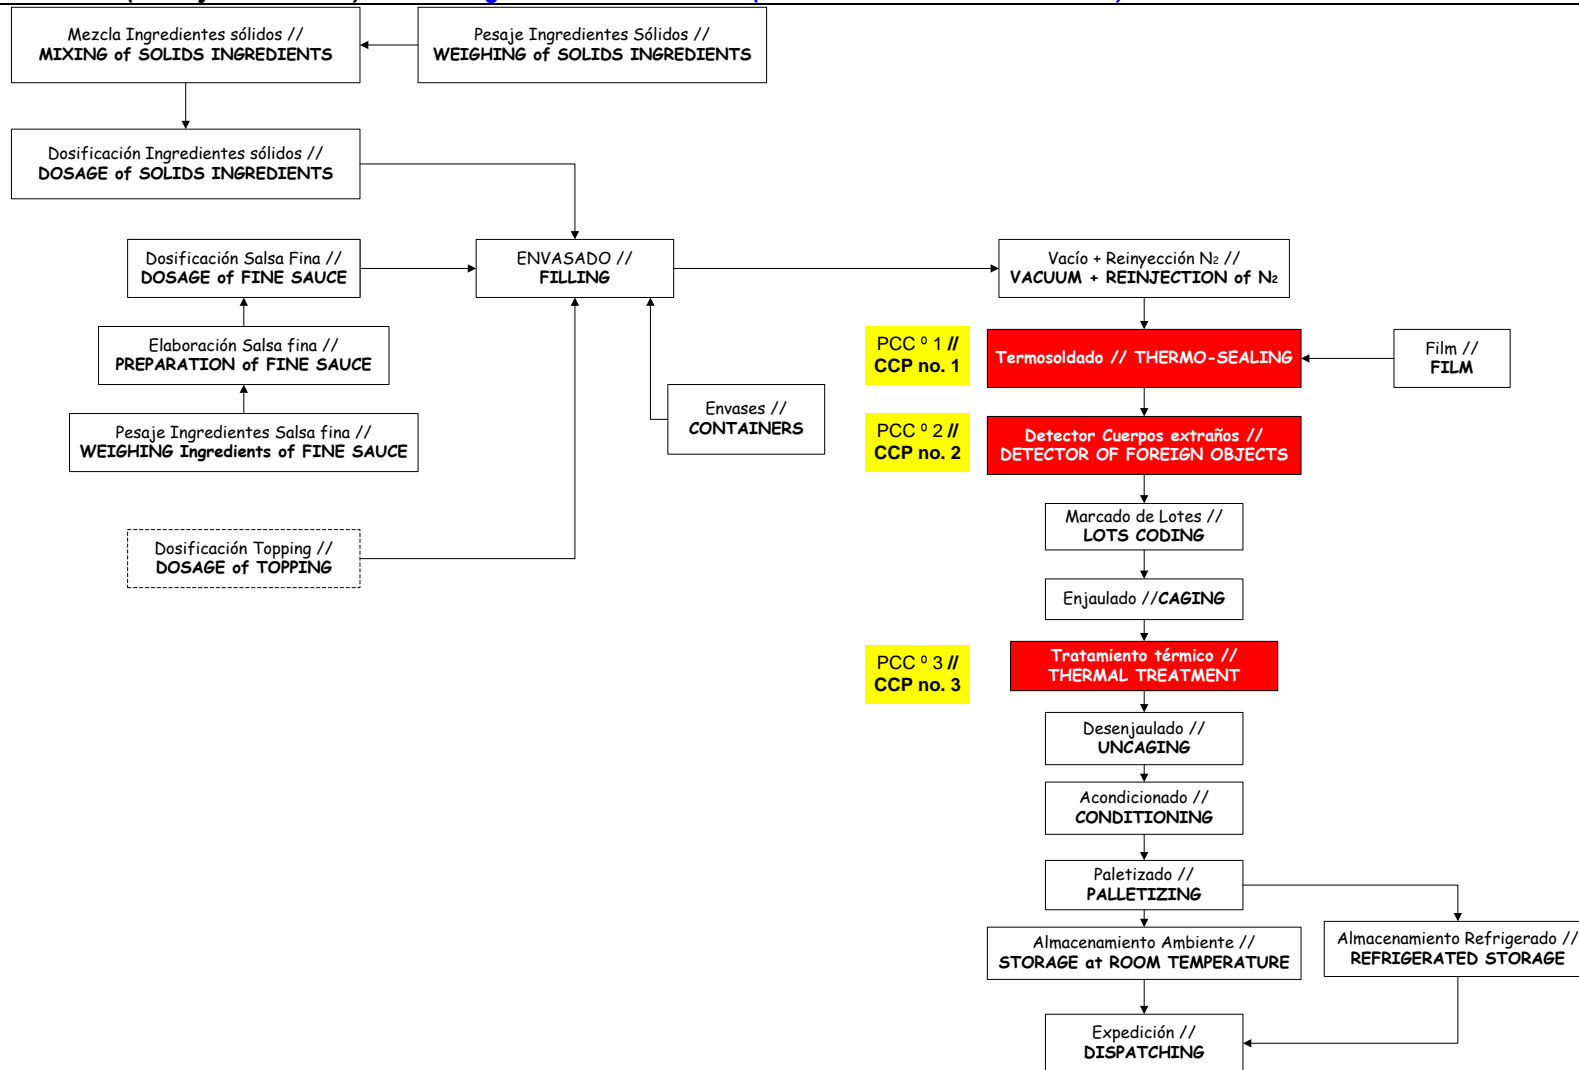 Mezcla Ingredientes sólidos //
MIXING of SOLIDS INGREDIENTS
Pesaje Ingredientes Sólidos //
WEIGHING of SOLIDS INGREDIENTS
Dosificación Ingredientes sólidos //
DOSAGE of SOLIDS INGREDIENTS
Dosificación Salsa Fina //
DOSAGE of FINE SAUCE
ENVASADO //
FILLING
Vacío + Reinyección N2 //
VACUUM + REINJECTION of N2
Elaboración Salsa fina //
PREPARATION of FINE SAUCE
PCC º 1 //
CCP no. 1
Termosoldado // THERMO-SEALING
Film //
FILM
Pesaje Ingredientes Salsa fina //
WEIGHING Ingredients of FINE SAUCE
Envases //
CONTAINERS
PCC º 2 //
CCP no. 2
Detector Cuerpos extraños //
DETECTOR OF FOREIGN OBJECTS
Marcado de Lotes //
LOTS CODING
Dosificación Topping //
DOSAGE of TOPPING
Enjaulado //CAGING
PCC º 3 //
CCP no. 3
Tratamiento térmico //
THERMAL TREATMENT
Desenjaulado //
UNCAGING
Acondicionado //
CONDITIONING
Paletizado //
PALLETIZING
Almacenamiento Ambiente //
STORAGE at ROOM TEMPERATURE
Almacenamiento Refrigerado //
REFRIGERATED STORAGE
Expedición //
DISPATCHING